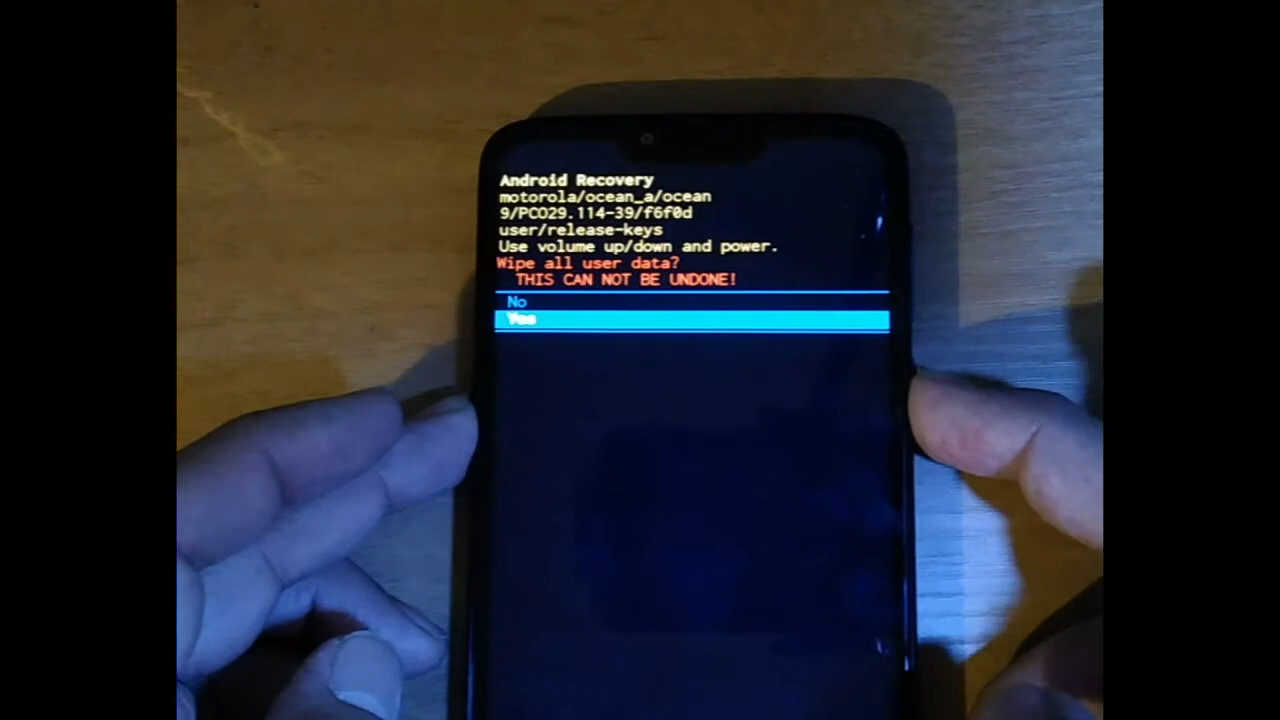 Android Recovery
motorola/ocean_a/ocean
9/PCO29.114-39/f6f0d
user/release-keys
Use volume up/down and power.
Wipe all user data?
THIS CAN NOT BE UNDONE!
No
Yes